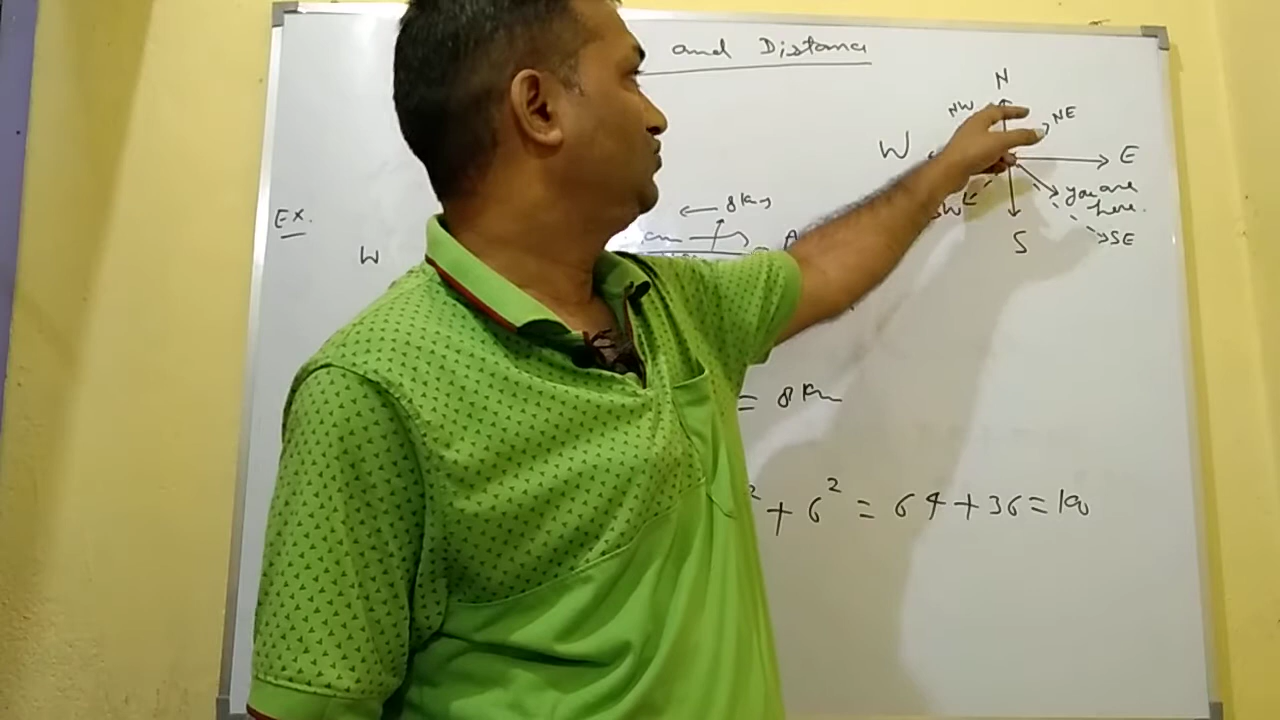 and Distance
N
NW NE
W E
you are
here.
SW
S SE
8 km
Ex.
W
km A
= 8 km
² + 6² = 64 + 36 = 100